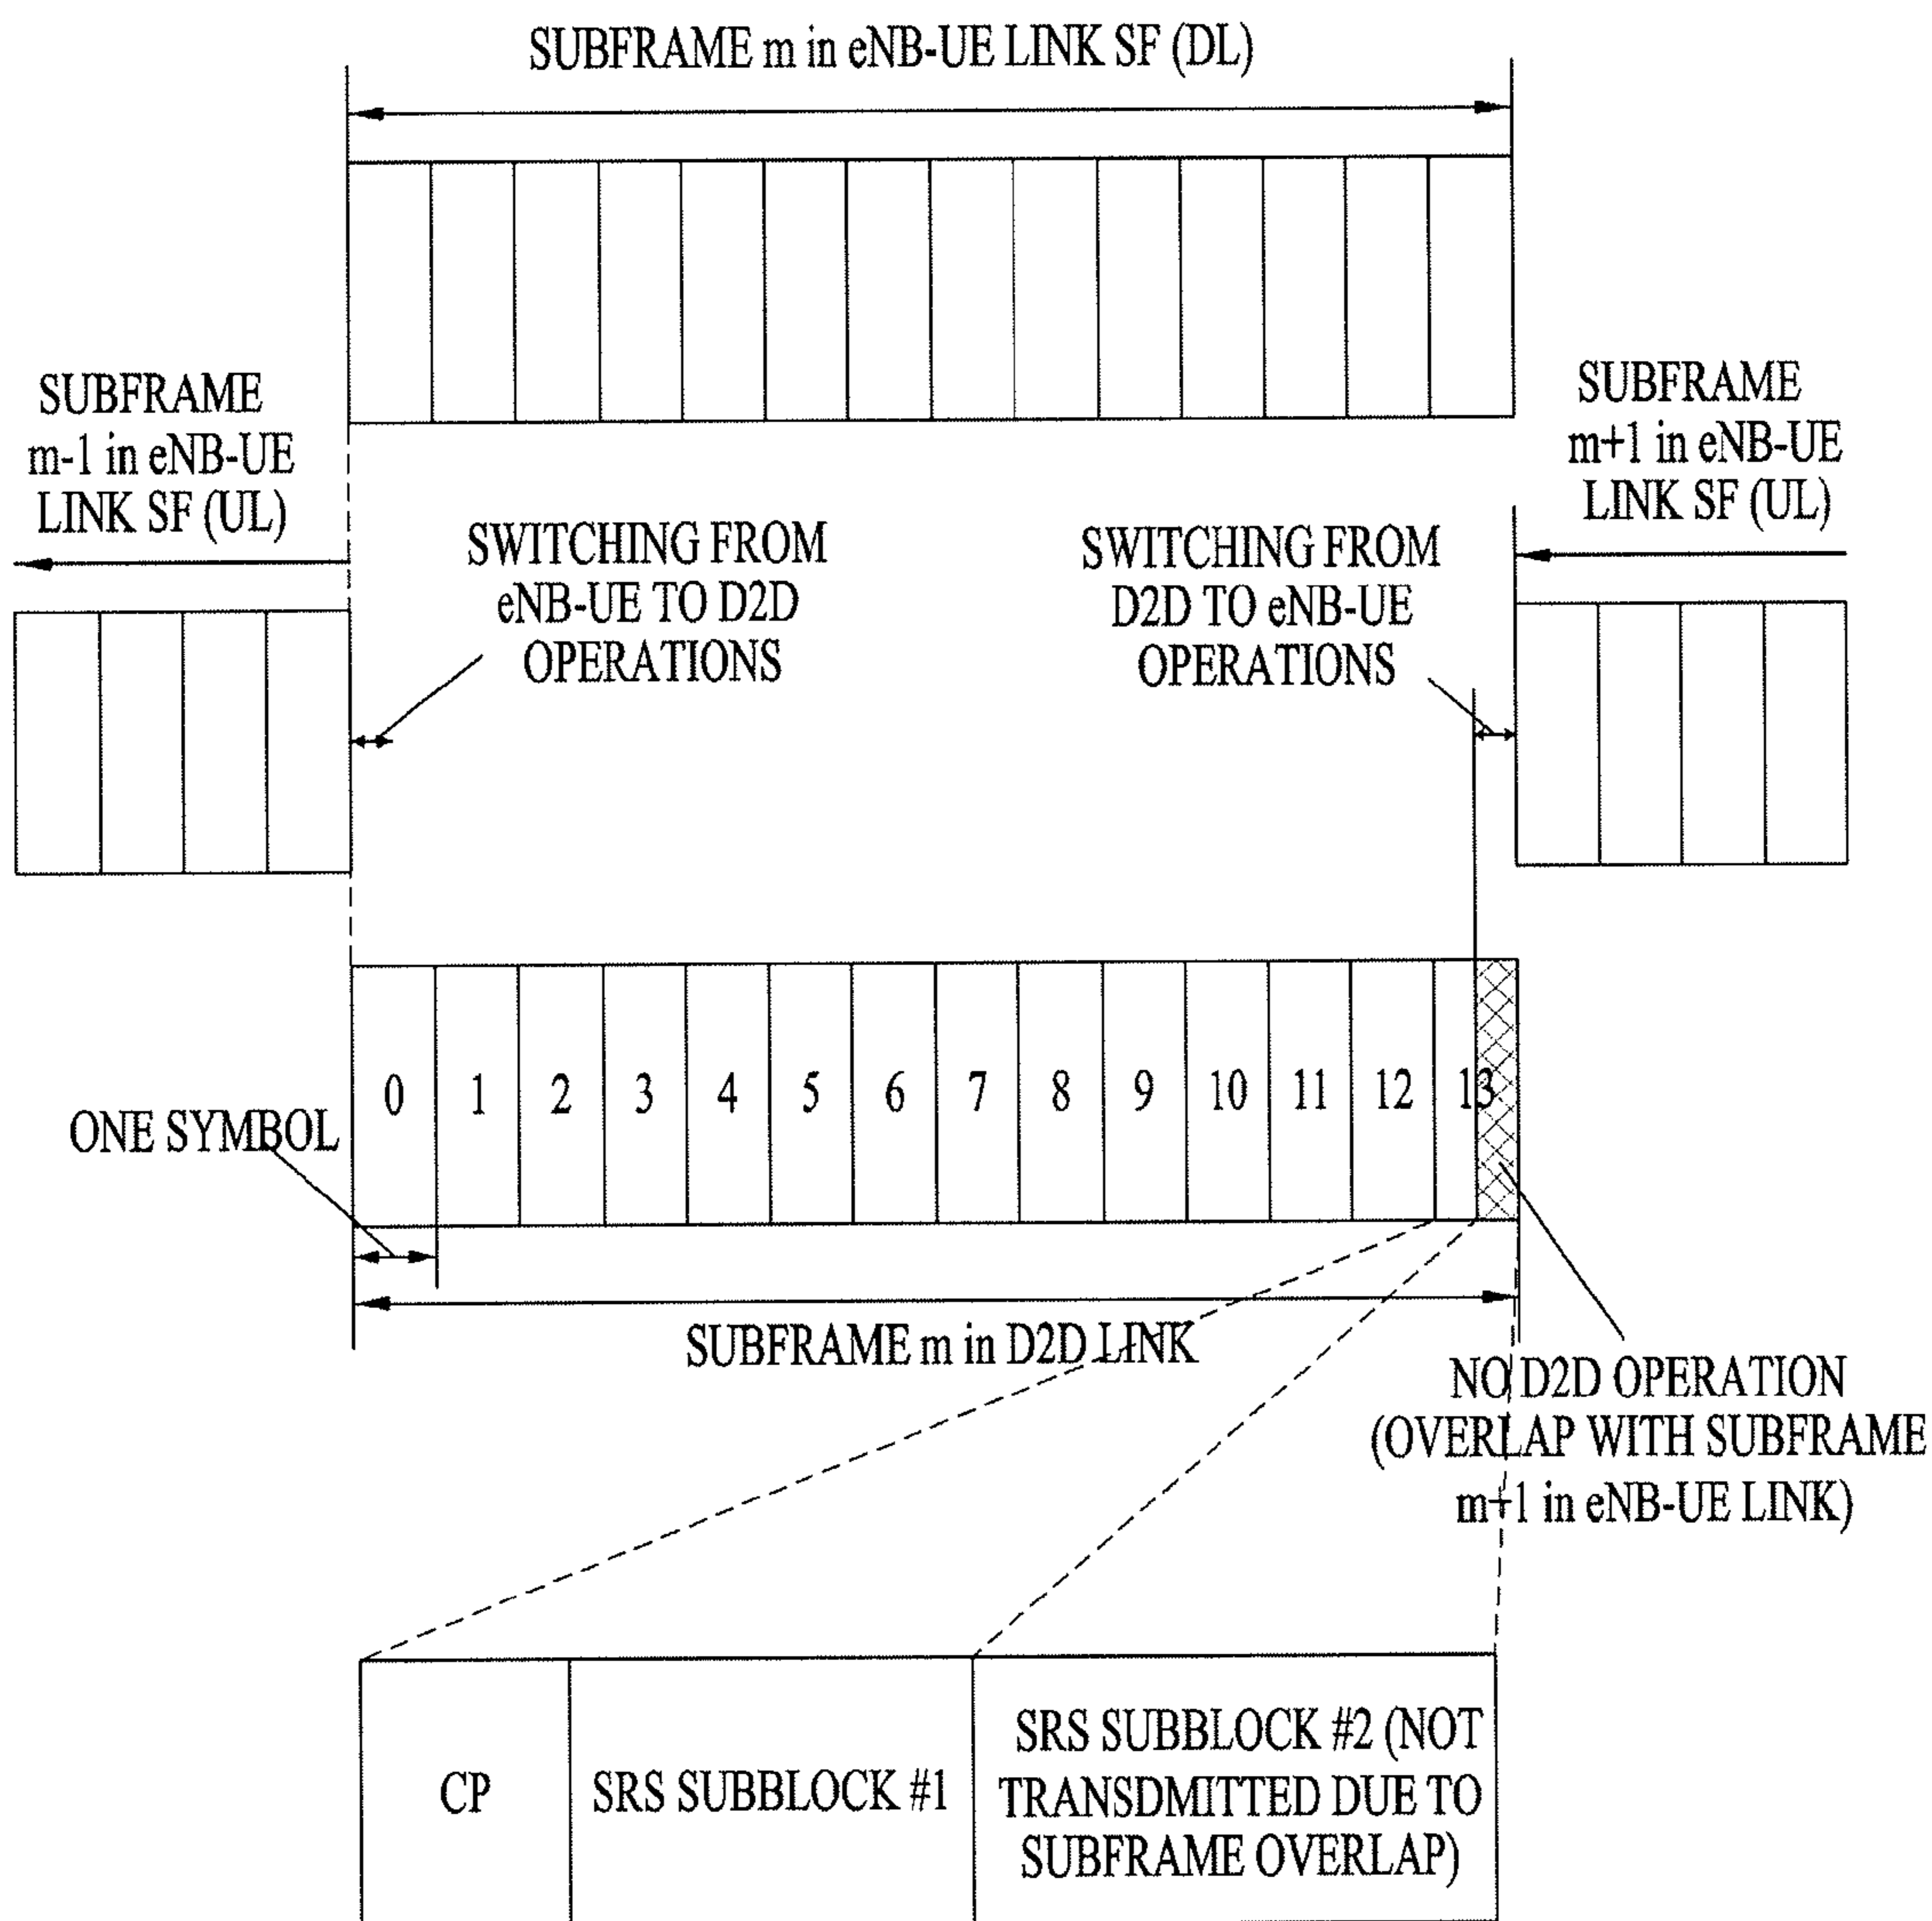 SUBFRAME m in eNB-UE LINK SF (DL)
SUBFRAME
m-1 in eNB-UE
LINK SF (UL)
SUBFRAME
m+1 in eNB-UE
LINK SF (UL)
SWITCHING FROM
eNB-UE TO D2D
OPERATIONS
SWITCHING FROM
D2D TO eNB-UE
OPERATIONS
0 1 2 3 4 5 6 7 8 9 10 11 12 13
ONE SYMBOL
SUBFRAME m in D2D LINK
NO D2D OPERATION
(OVERLAP WITH SUBFRAME
m+1 in eNB-UE LINK)
CP
SRS SUBBLOCK #1
SRS SUBBLOCK #2 (NOT
TRANSDMITTED DUE TO
SUBFRAME OVERLAP)